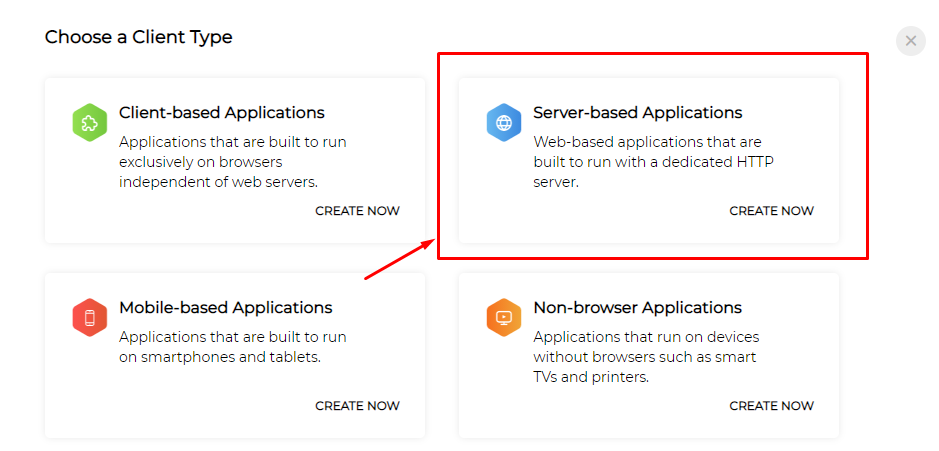 Choose a Client Type
Client-based Applications
Applications that are built to run
exclusively on browsers
independent of web servers.
CREATE NOW
Server-based Applications
Web-based applications that are
built to run with a dedicated HTTP
server.
CREATE NOW
Mobile-based Applications
Applications that are built to run
on smartphones and tablets.
CREATE NOW
Non-browser Applications
Applications that run on devices
without browsers such as smart
TVs and printers.
CREATE NOW